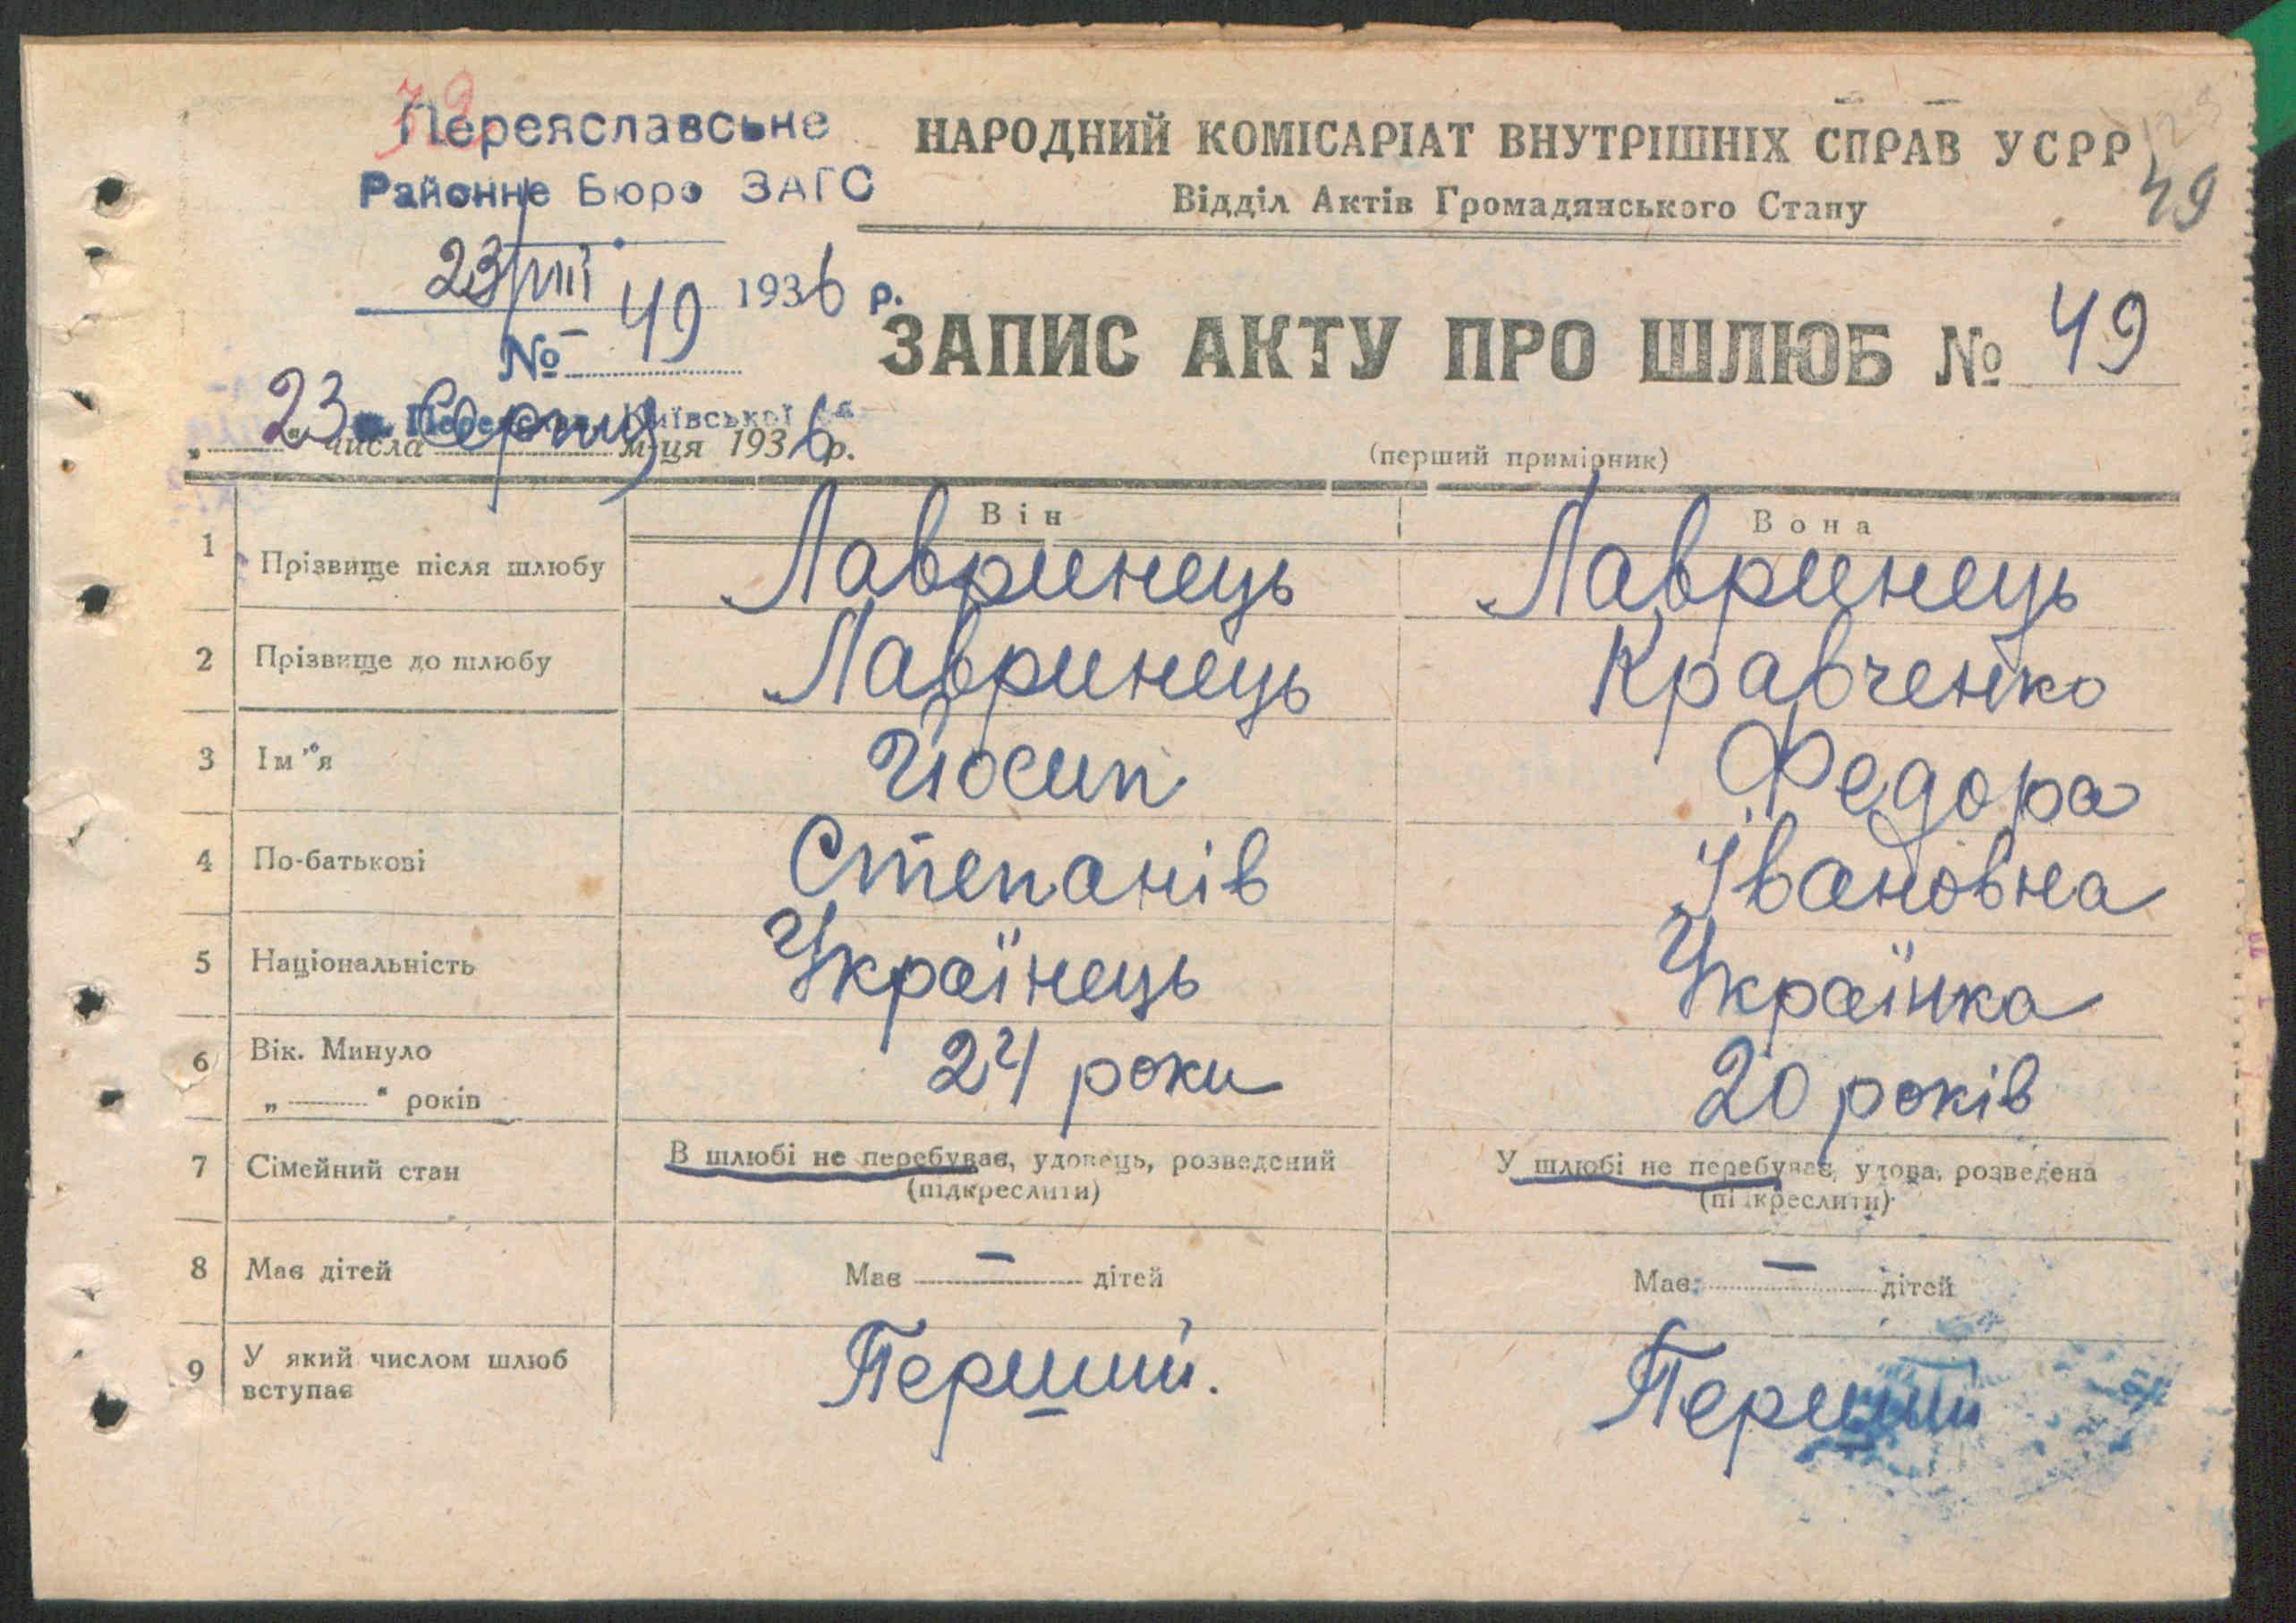 Переяславське
Районне Бюро ЗАГС
23/VIII 1936 р.
№ 49
м. Переяслав Київської
НАРОДНИЙ КОМІСАРІАТ ВНУТРІШНІХ СПРАВ УСРР
Відділ Актів Громадянського Стану
49
ЗАПИС АКТУ ПРО ШЛЮБ № 49
„23“ числа Серпня м-ця 1936 р.
(перший примірник)
Він Вона
1 Прізвище після шлюбу Лавринець Лавринець
2 Прізвище до шлюбу Лавринець Кравченко
3 Ім'я Йосип Федора
4 По-батькові Степанів Івановна
5 Національність Українець Українка
6 Вік. Минуло 24 роки 20 років
„ “ років
7 Сімейний стан В шлюбі не перебуває, удовець, розведений У шлюбі не перебуває, удова, розведена
(підкреслити) (підкреслити)
8 Має дітей Має — дітей Має — дітей
9 У який числом шлюб Перший. Перший
вступає